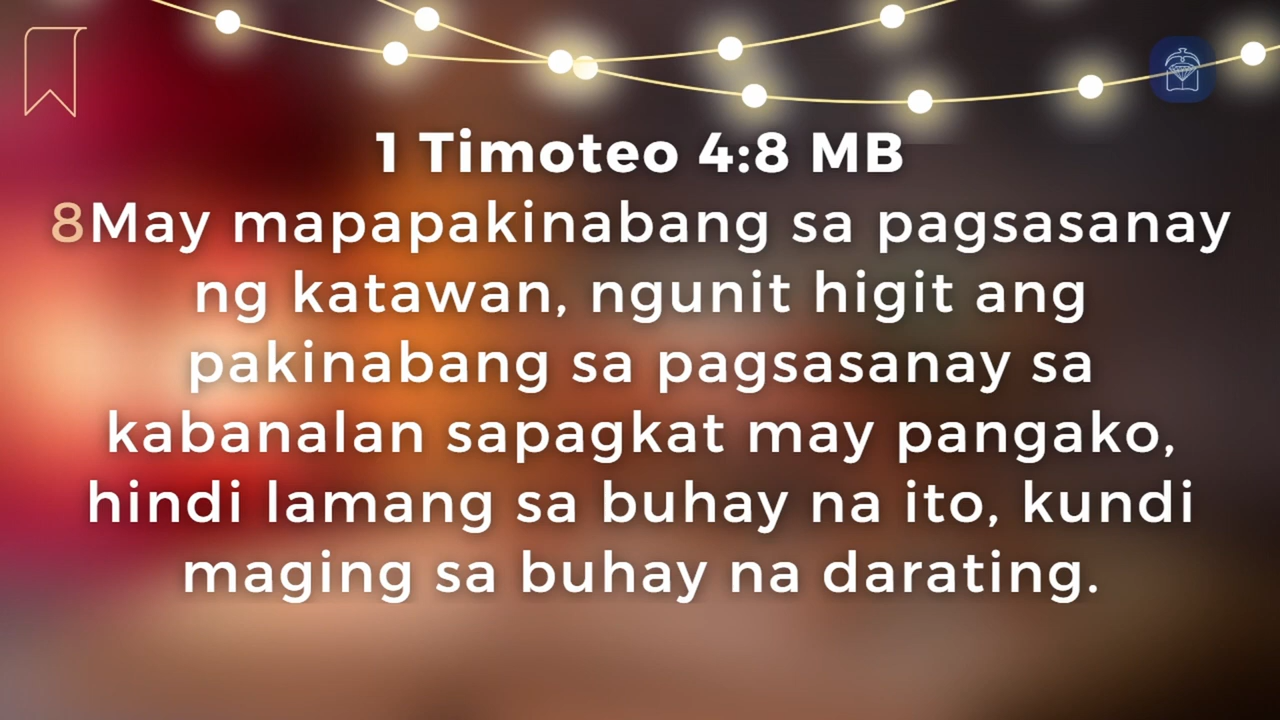 1 Timoteo 4:8 MB
8May mapapakinabang sa pagsasanay
ng katawan, ngunit higit ang
pakinabang sa pagsasanay sa
kabanalan sapagkat may pangako,
hindi lamang sa buhay na ito, kundi
maging sa buhay na darating.